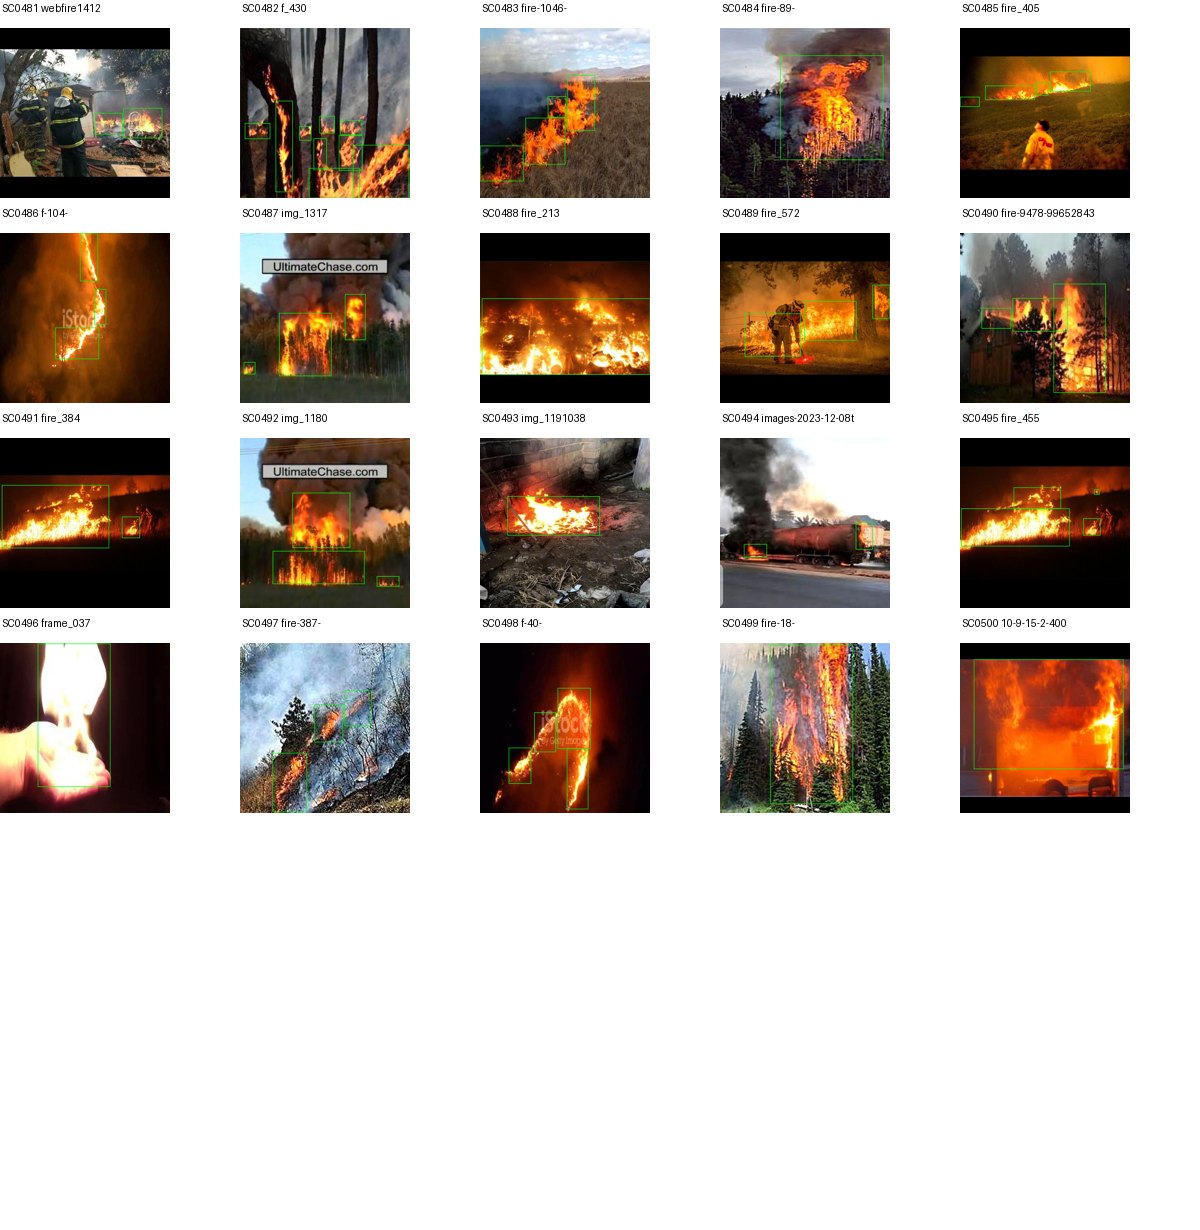 SC0481 webfire1412
SC0482 f_430
SC0483 fire-1046-
SC0484 fire-89-
SC0485 fire_405
SC0486 f-104-
SC0487 img_1317
SC0488 fire_213
SC0489 fire_572
SC0490 fire-9478-99652843
iStock
UltimateChase.com
SC0491 fire_384
SC0492 img_1180
SC0493 img_1191038
SC0494 images-2023-12-08t
SC0495 fire_455
UltimateChase.com
SC0496 frame_037
SC0497 fire-387-
SC0498 f-40-
SC0499 fire-18-
SC0500 10-9-15-2-400
iStock
By Getty Images